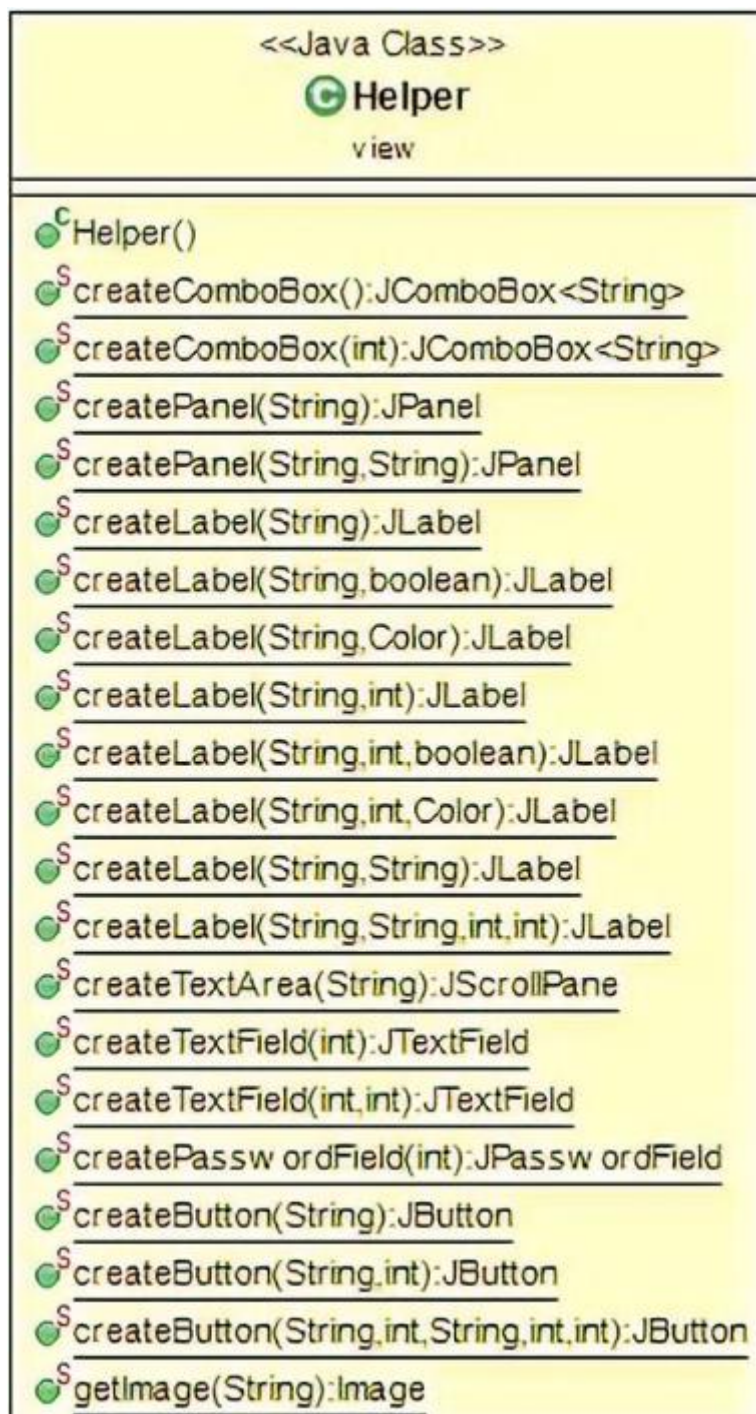 <<Java Class>>
C Helper
view
C Helper()
S createComboBox():JComboBox<String>
S createComboBox(int):JComboBox<String>
S createPanel(String):JPanel
S createPanel(String,String):JPanel
S createLabel(String):JLabel
S createLabel(String,boolean):JLabel
S createLabel(String,Color):JLabel
S createLabel(String,int):JLabel
S createLabel(String,int,boolean):JLabel
S createLabel(String,int,Color):JLabel
S createLabel(String,String):JLabel
S createLabel(String,String,int,int):JLabel
S createTextArea(String):JScrollPane
S createTextField(int):JTextField
S createTextField(int,int):JTextField
S createPassw ordField(int):JPassw ordField
S createButton(String):JButton
S createButton(String,int):JButton
S createButton(String,int,String,int,int):JButton
S getImage(String):Image